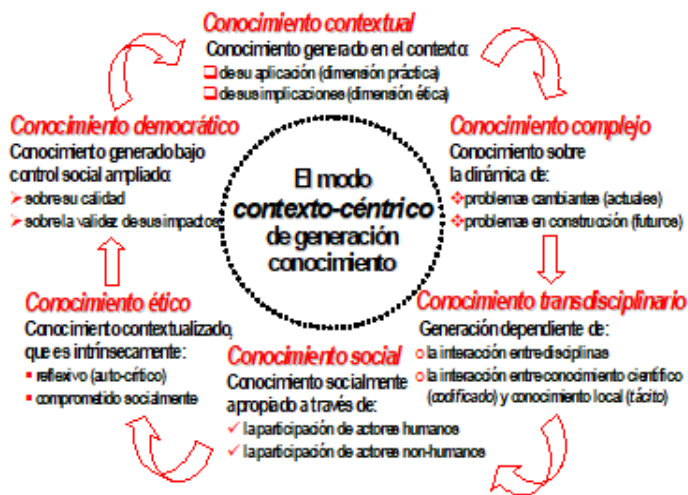 Conocimiento contextual
Conocimiento generado en el contexto:
❑ de su aplicación (dimensión práctica)
❑ de sus implicaciones (dimensión ética)
Conocimiento complejo
Conocimiento sobre
la dinámica de:
❖ problemas cambiantes (actuales)
❖ problemas en construcción (futuros)
Conocimiento transdisciplinario
Generación dependiente de:
o la interacción entre disciplinas
o la interacción entre conocimiento científico
(codificado) y conocimiento local (tácito)
Conocimiento social
Conocimiento socialmente
apropiado a través de:
✓ la participación de actores humanos
✓ la participación de actores non-humanos
Conocimiento ético
Conocimiento contextualizado,
que es intrínsecamente:
▪ reflexivo (auto-crítico)
▪ comprometido socialmente
Conocimiento democrático
Conocimiento generado bajo
control social ampliado:
➢ sobre su calidad
➢ sobre la validez de sus impactos
El modo
contexto-céntrico
de generación
conocimiento